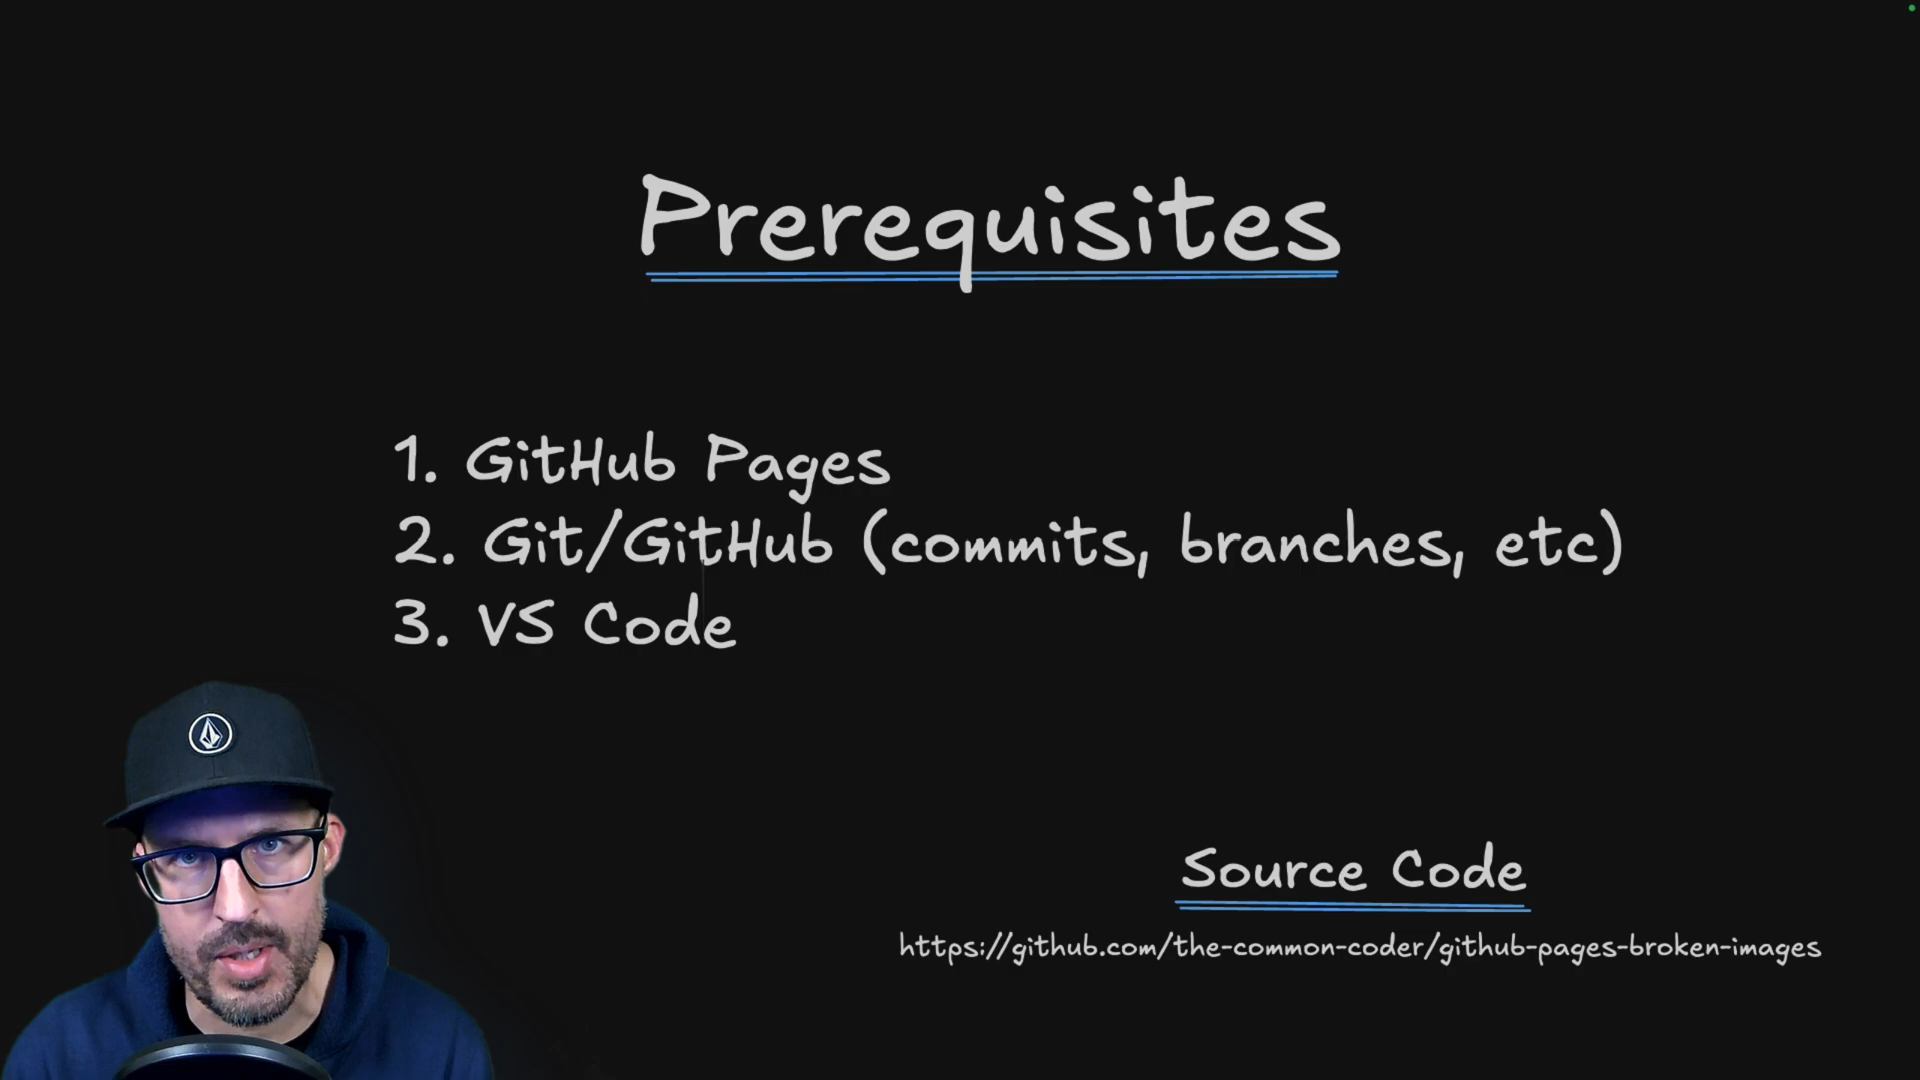 Prerequisites
1. GitHub Pages
2. Git/GitHub (commits, branches, etc)
3. VS Code
Source Code
https://github.com/the-common-coder/github-pages-broken-images